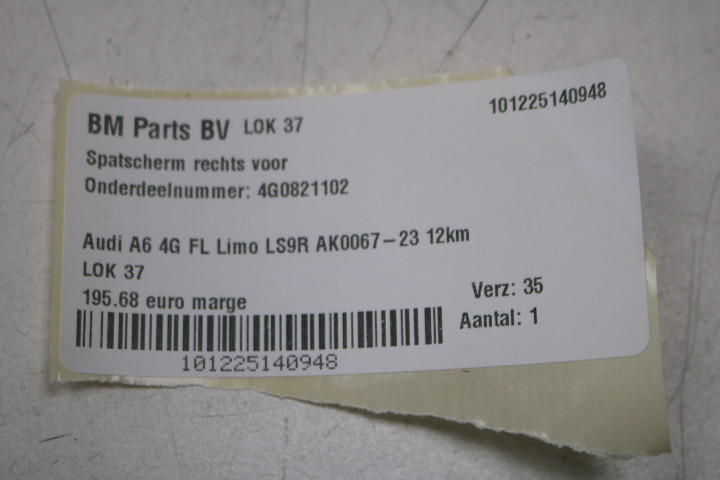 BM Parts BV LOK 37
101225140948
Spatscherm rechts voor
Onderdeelnummer: 4G0821102
Audi A6 4G FL Limo LS9R AK0067-23 12km
LOK 37
195.68 euro marge
Verz: 35
Aantal: 1
101225140948